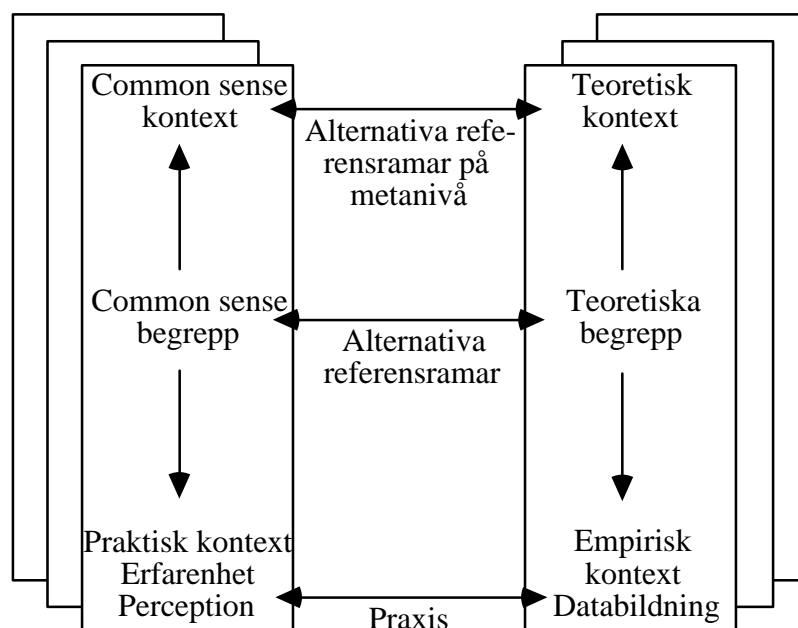 Common sense
kontext
Alternativa refe-
rensramar på
metanivå
Teoretisk
kontext
Common sense
begrepp
Alternativa
referensramar
Teoretiska
begrepp
Praktisk kontext
Erfarenhet
Perception
Praxis
Empirisk
kontext
Databildning